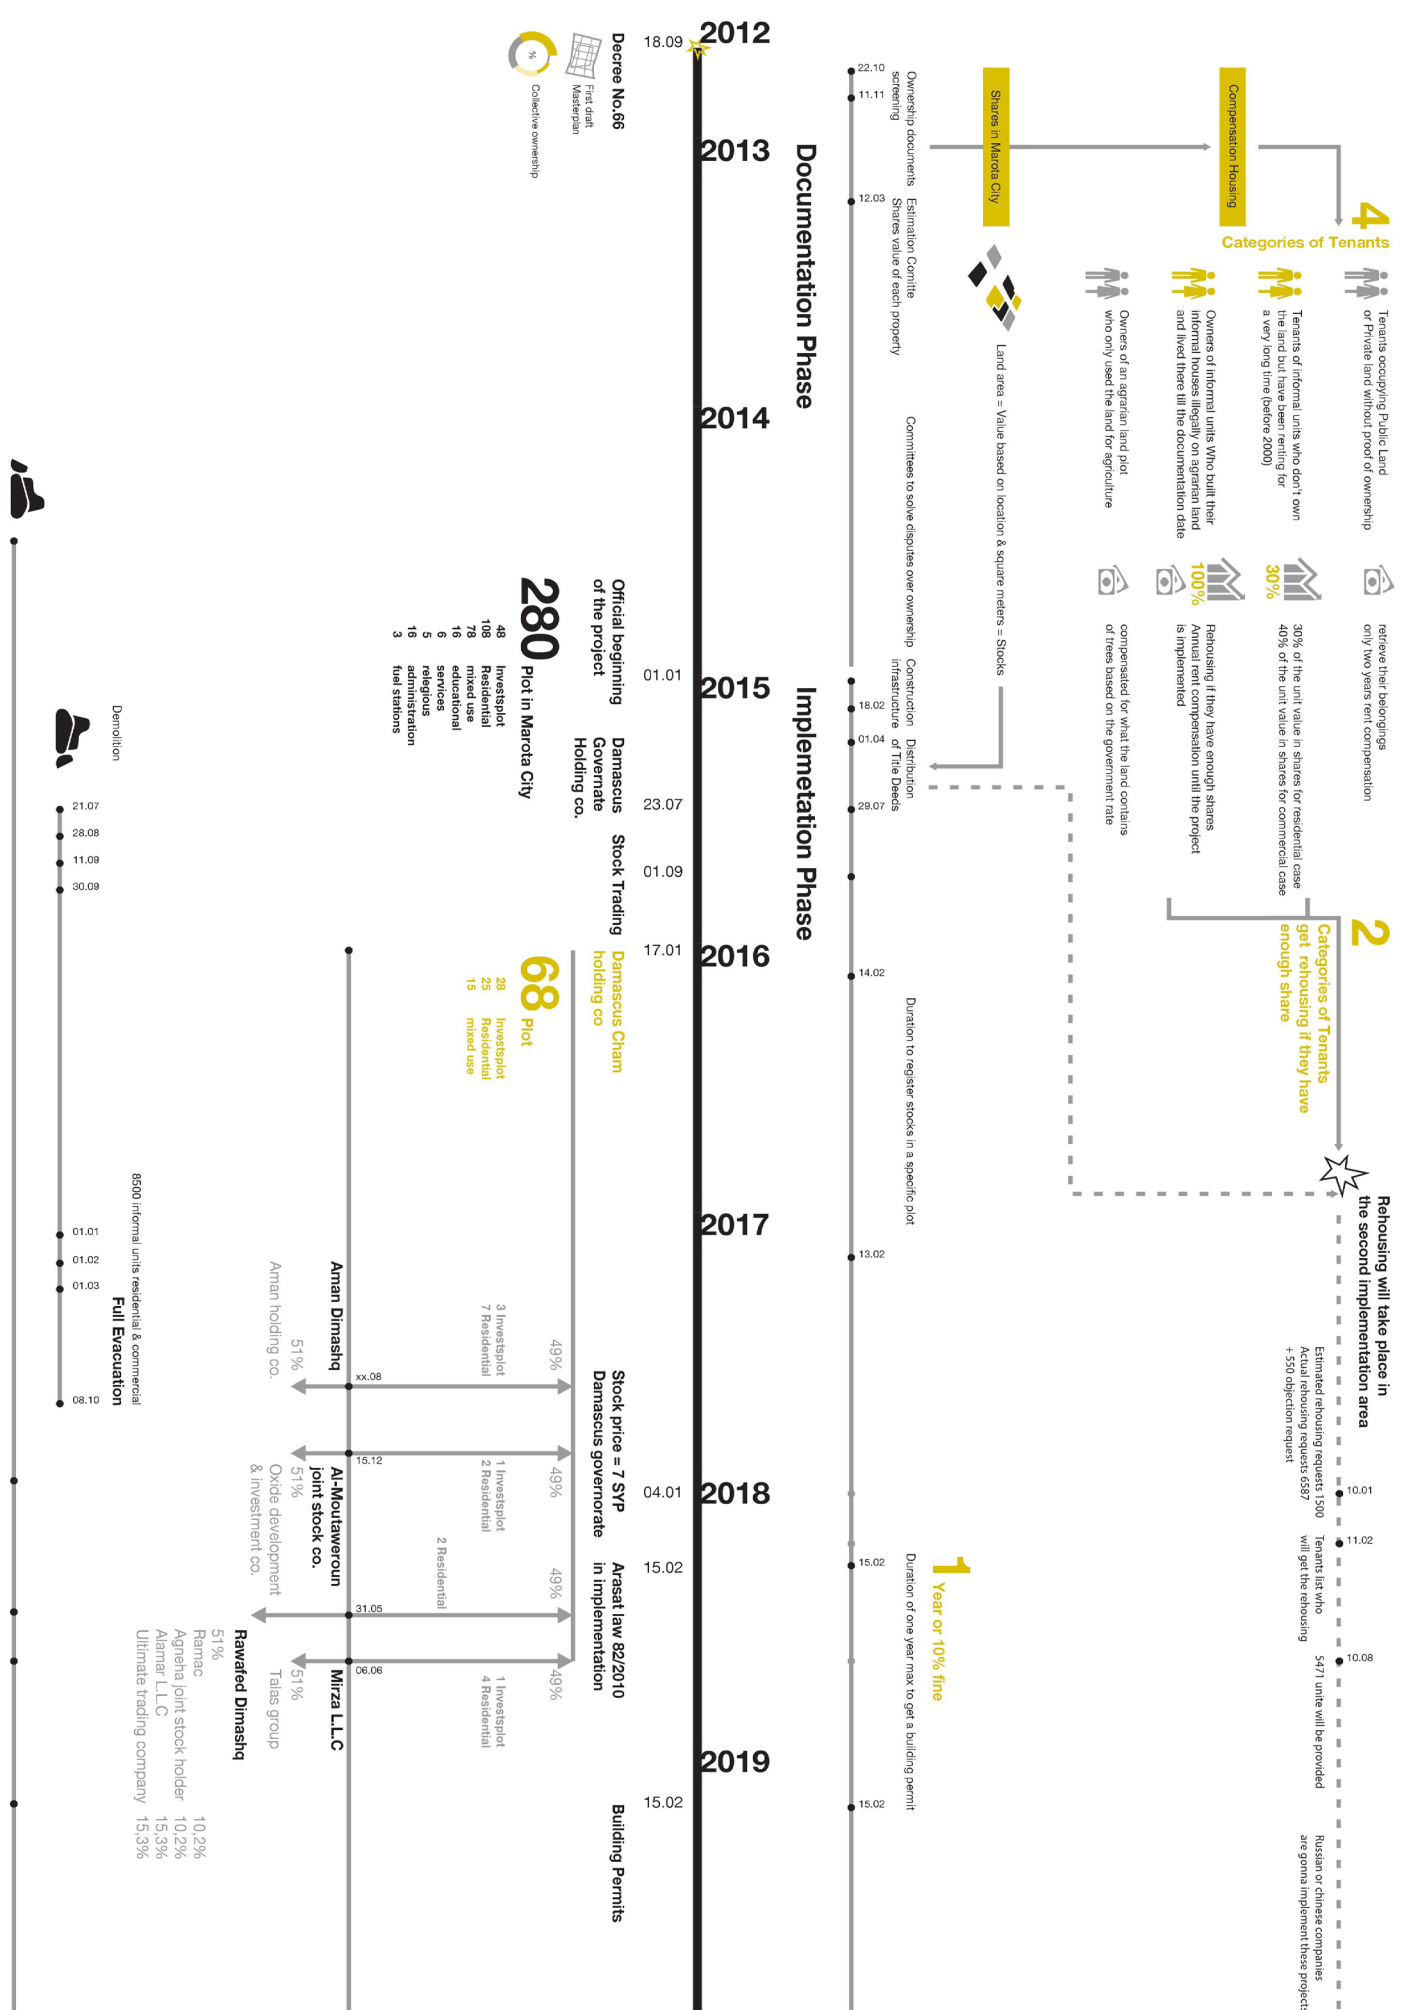 2012
2013
2014
2015
2016
2017
2018
2019
Documentation Phase
Implemetation Phase
18.09
Decree No.66
First draft
Masterplan
%
Collective ownership
01.01
Official beginning
of the project
280 Plot in Marota City
48 Investsplot
108 Residential
78 mixed use
16 educational
6 services
5 relegious
16 administration
3 fuel stations
23.07
Damascus
Governate
Holding co.
01.09
Stock Trading
17.01
Damascus Cham
holding co
68 Plot
28 Investsplot
25 Residential
15 mixed use
04.01
Stock price = 7 SYP
Damascus governorate
15.02
Arasat law 82/2010
in implementation
15.02
Building Permits
49%
3 Investsplot
7 Residential
xx.08
Aman Dimashq
51%
Aman holding co.
49%
1 Investsplot
2 Residential
15.12
Al-Moutaweroun
joint stock co.
51%
Oxide development
& investment co.
49%
2 Residential
31.05
Rawafed Dimashq
51%
Ramac 10,2%
Agneha joint stock holder 10,2%
Alamar L.L.C 15,3%
Ultimate trading company 15,3%
49%
1 Investsplot
4 Residential
06.06
Mirza L.L.C
51%
Talas group
Demolition
21.07
28.08
11.09
30.09
01.01
01.02
01.03
08.10
8500 informal units residential & commercial
Full Evacuation
22.10
11.11
Ownership documents
screening
12.03
Estimation Comitte
Shares value of each property
Committees to solve disputes over ownership
18.02
Construction
infrastructure
01.04
Distribution
of Title Deeds
29.07
14.02
Duration to register stocks in a specific plot
13.02
15.02
1 Year or 10% fine
Duration of one year max to get a building permit
15.02
Shares in Marota City
Land area = Value based on location & square meters = Stocks
Compensation Housing
4
Categories of Tenants
Tenants occupying Public Land
or Private land without proof of ownership
retrieve their belongings
only two years rent compensation
Tenants of informal units who don't own
the land but have been renting for
a very long time (before 2000)
30%
30% of the unit value in shares for residential case
40% of the unit value in shares for commercial case
Owners of informal units Who built their
informal houses illegally on agrarian land
and lived there till the documentation date
100%
Rehousing if they have enough shares
Annual rent compensation until the project
is implemented
Owners of an agrarian land plot
who only used the land for agriculture
compensated for what the land contains
of trees based on the government rate
2
Categories of Tenants
get rehousing if they have
enough share
Rehousing will take place in
the second implementation area
Estimated rehousing requests 1500
Actual rehousing requests 6587
+ 550 objection request
10.01
11.02
Tenants list who
will get the rehousing
10.08
5471 unite will be provided
Russian or chinese companies
are gonna implement these projects